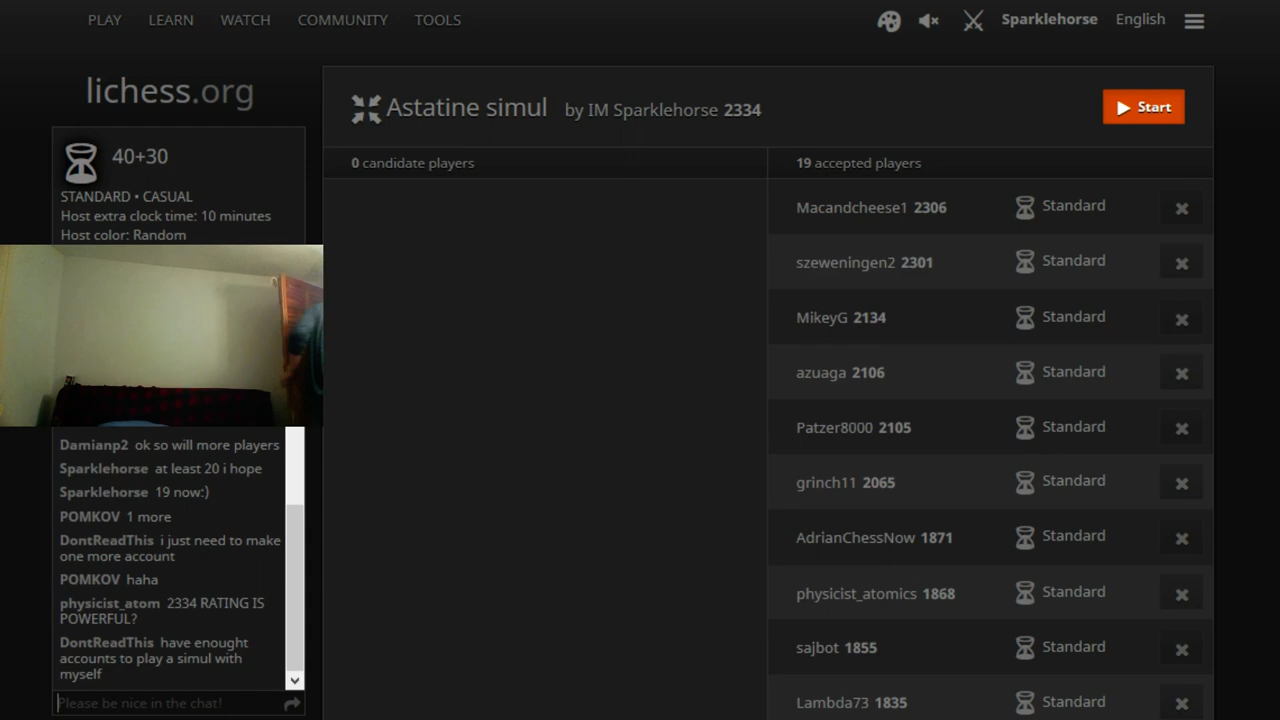 PLAY LEARN WATCH COMMUNITY TOOLS Sparklehorse English
lichess.org
40+30
STANDARD • CASUAL
Host extra clock time: 10 minutes
Host color: Random
Damianp2 ok so will more players
Sparklehorse at least 20 i hope
Sparklehorse 19 now:)
POMKOV 1 more
DontReadThis i just need to make
one more account
POMKOV haha
physicist_atom 2334 RATING IS
POWERFUL?
DontReadThis have enought
accounts to play a simul with
myself
Please be nice in the chat!
Astatine simul by IM Sparklehorse 2334
Start
0 candidate players
19 accepted players
Macandcheese1 2306 Standard
szeweningen2 2301 Standard
MikeyG 2134 Standard
azuaga 2106 Standard
Patzer8000 2105 Standard
grinch11 2065 Standard
AdrianChessNow 1871 Standard
physicist_atomics 1868 Standard
sajbot 1855 Standard
Lambda73 1835 Standard